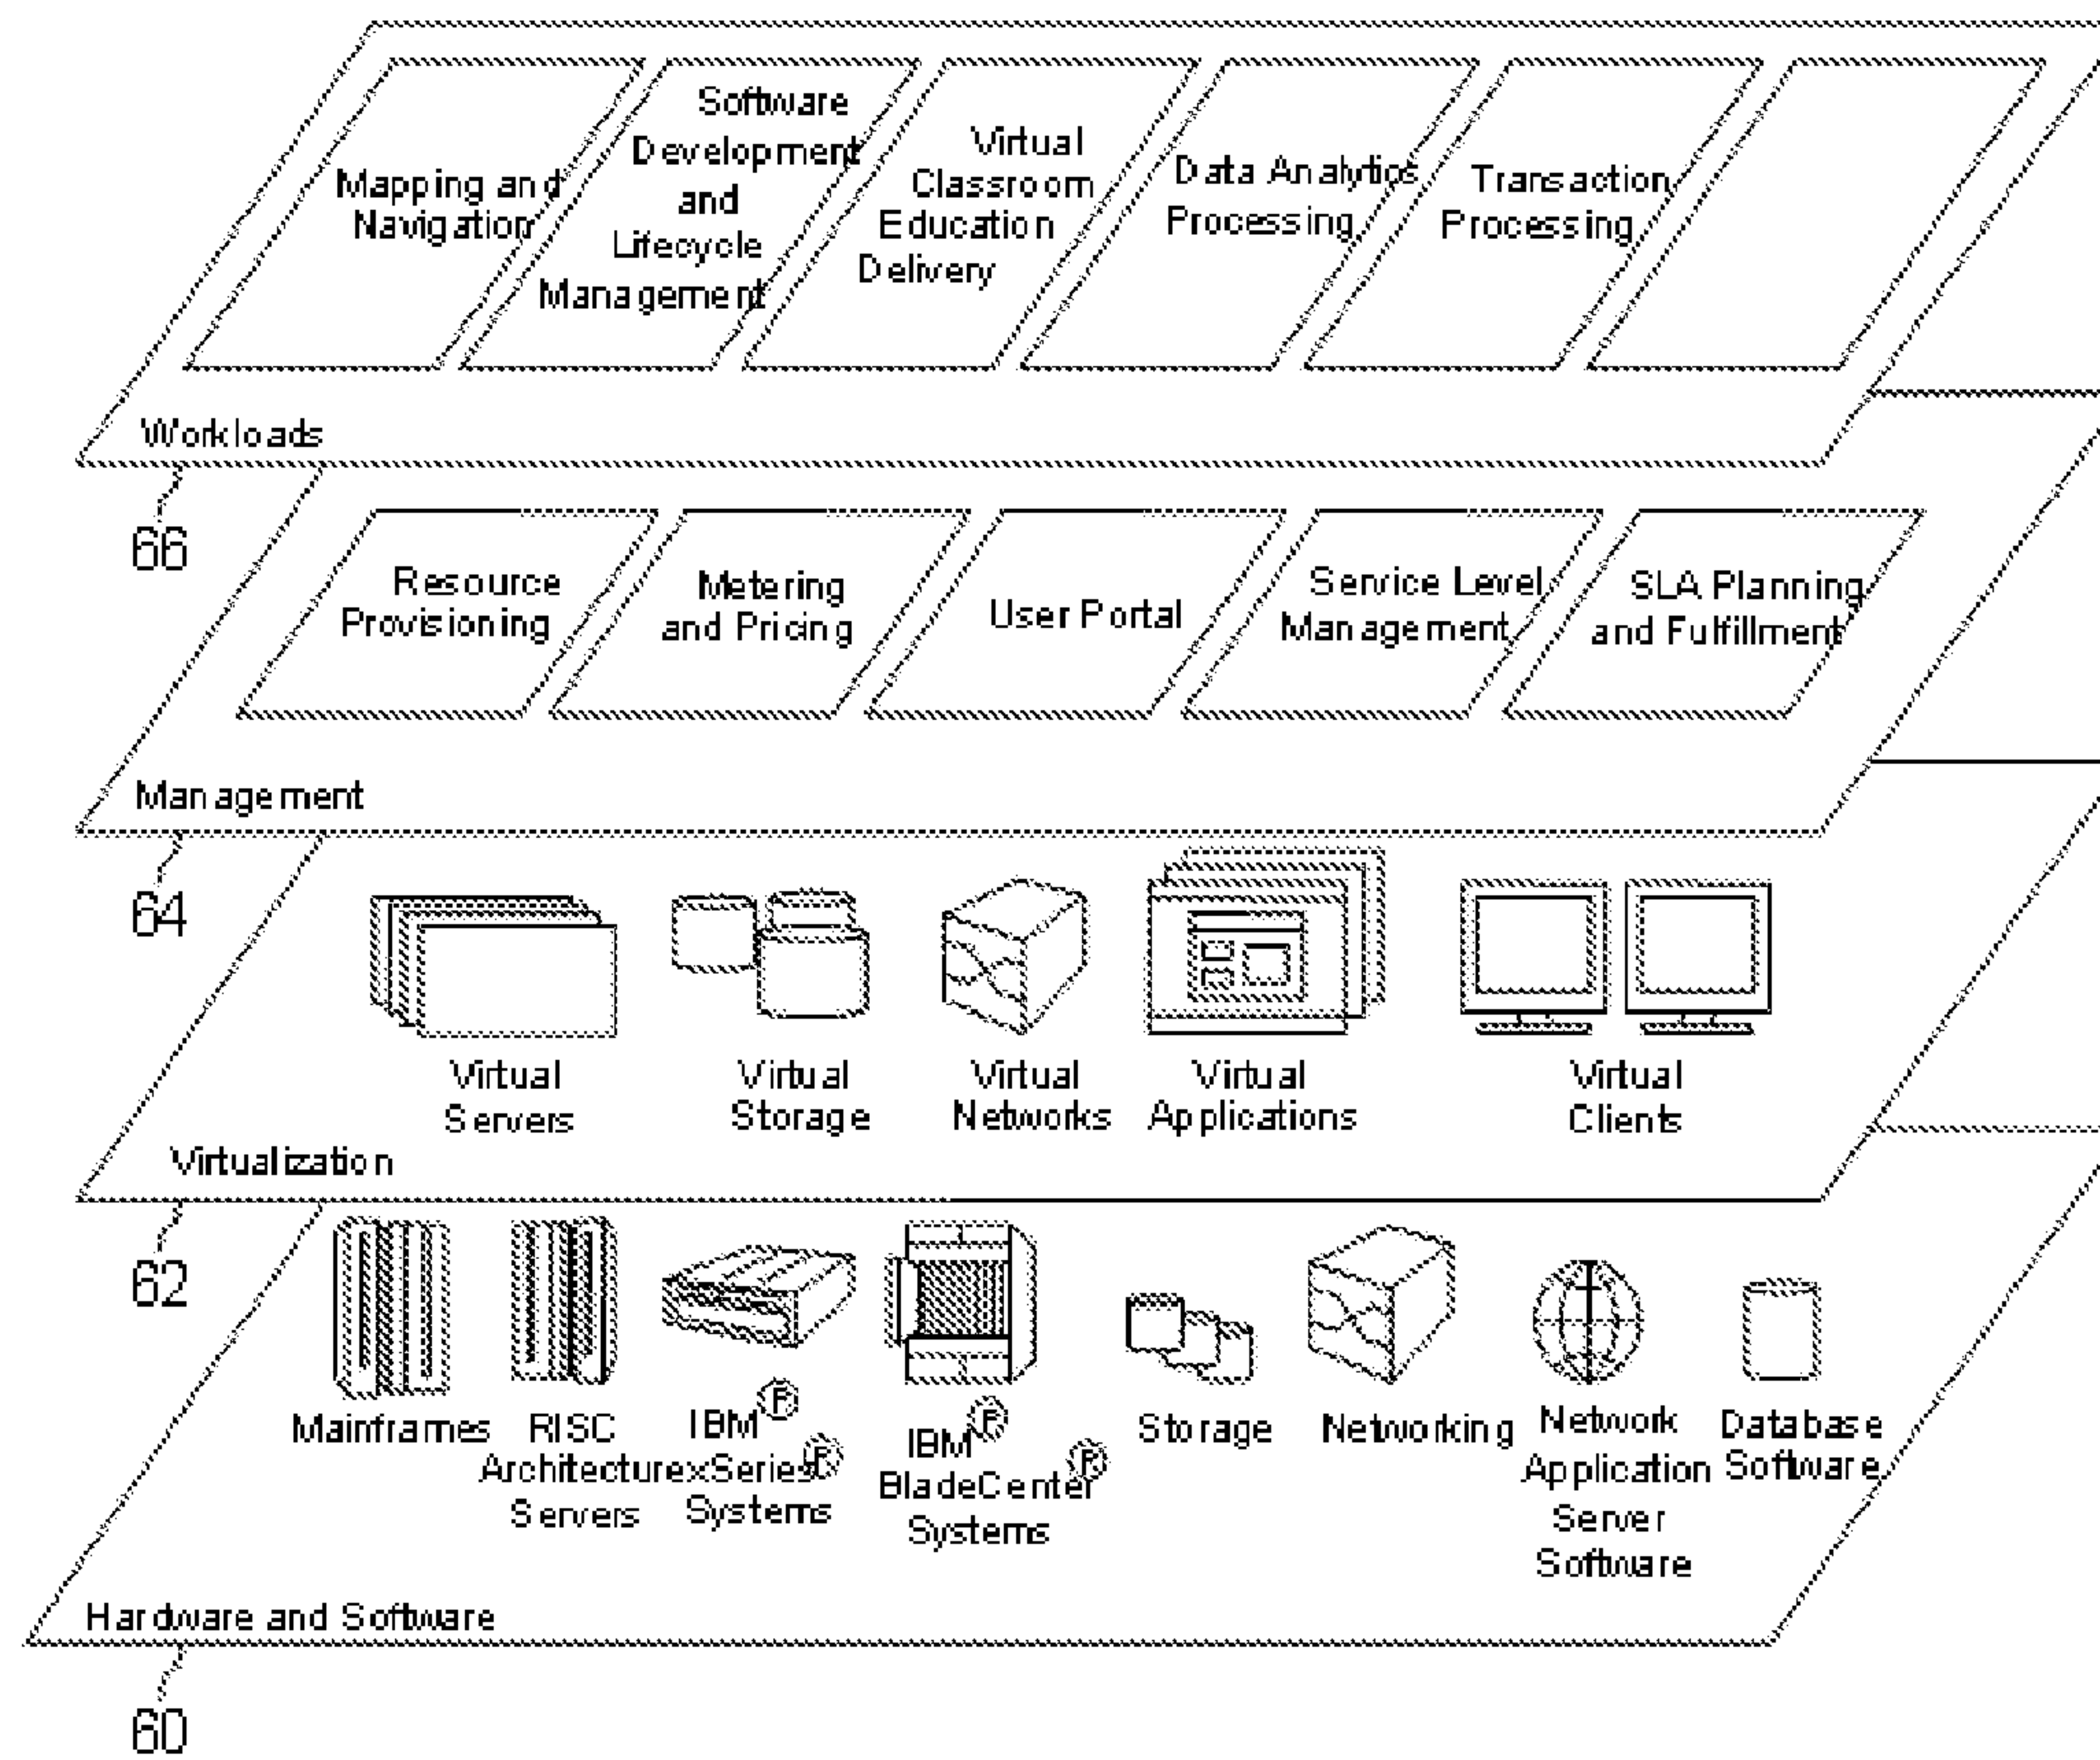 Mapping and
Navigation
Software
Development
and
Lifecycle
Management
Virtual
Classroom
Education
Delivery
Data Analytics
Processing
Transaction
Processing
Workloads
66
Resource
Provisioning
Metering
and Pricing
User Portal
Service Level
Management
SLA Planning
and Fulfillment
Management
64
Virtual
Servers
Virtual
Storage
Virtual
Networks
Virtual
Applications
Virtual
Clients
Virtualization
62
Mainframes
RISC
Architecture
Servers
IBM®
xSeries®
Systems
IBM®
BladeCenter®
Systems
Storage
Networking
Network
Application
Server
Software
Database
Software
Hardware and Software
60